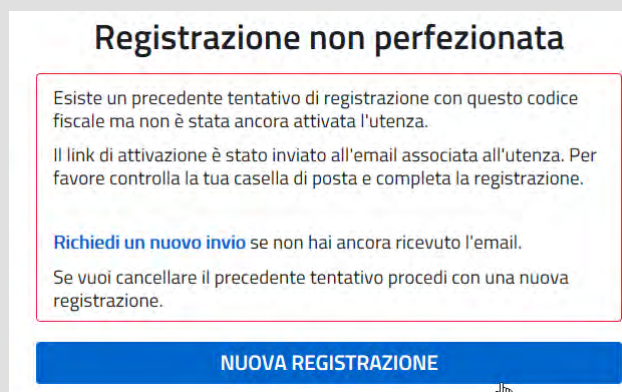 Registrazione non perfezionata
Esiste un precedente tentativo di registrazione con questo codice
fiscale ma non è stata ancora attivata l'utenza.
Il link di attivazione è stato inviato all'email associata all'utenza. Per
favore controlla la tua casella di posta e completa la registrazione.
Richiedi un nuovo invio se non hai ancora ricevuto l'email.
Se vuoi cancellare il precedente tentativo procedi con una nuova
registrazione.
NUOVA REGISTRAZIONE